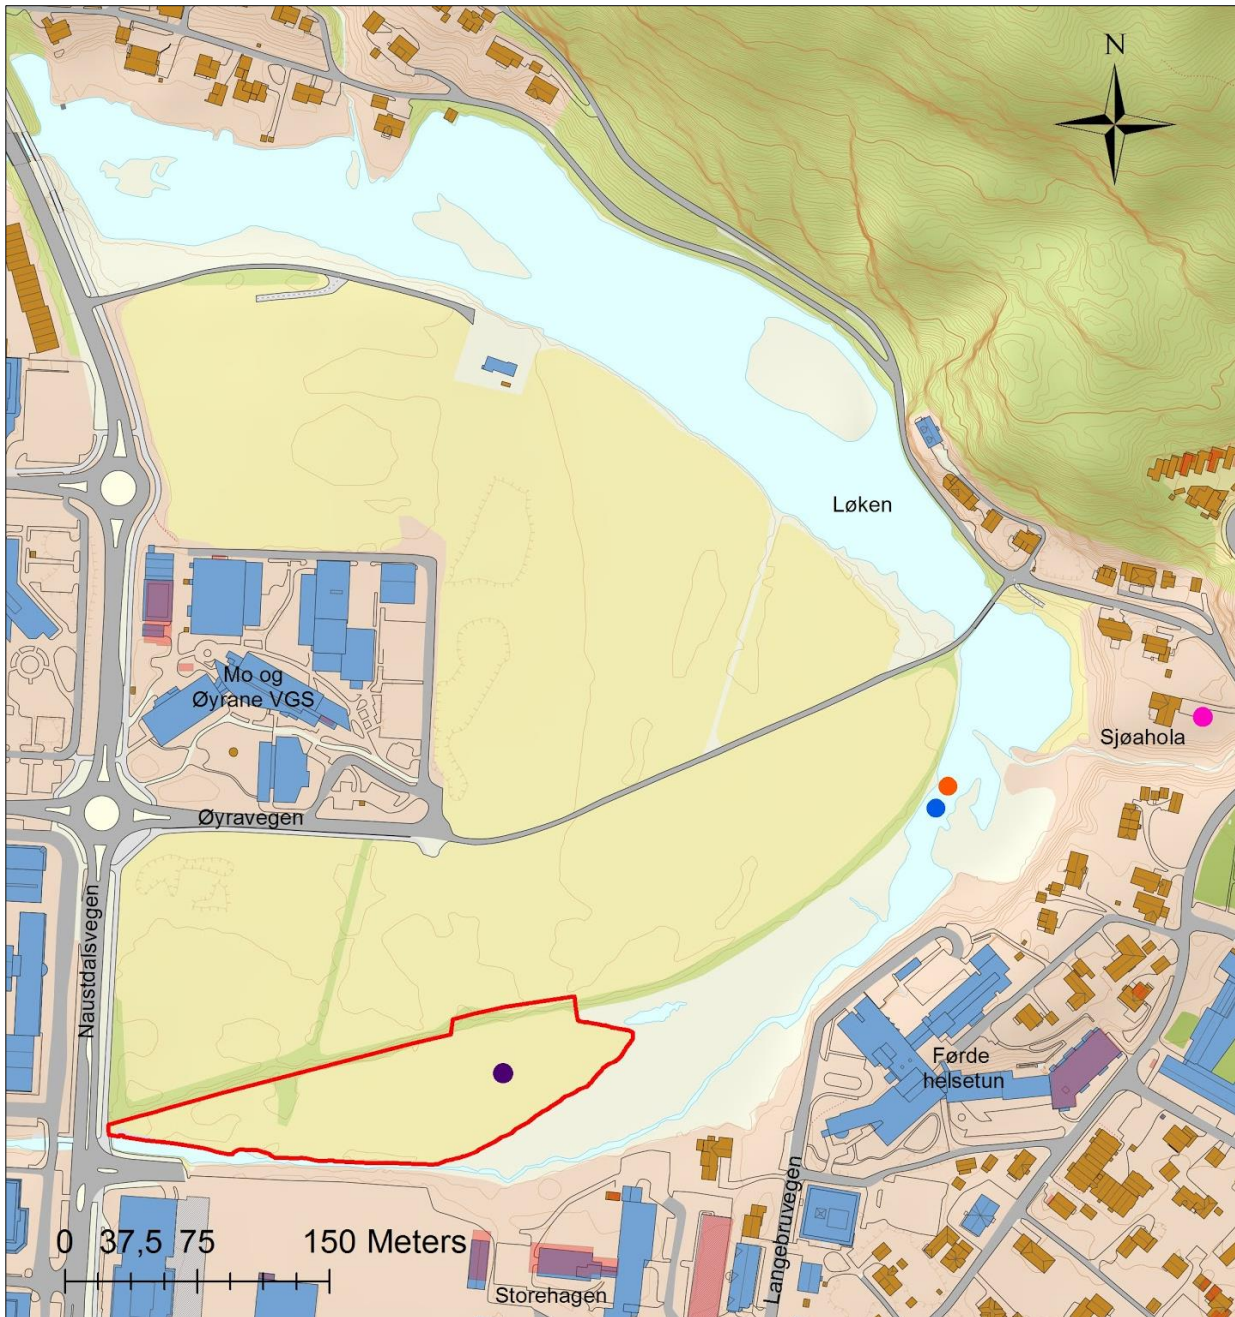 N
Løken
Mo og
Øyrane VGS
Sjøahola
Øyravegen
Naustdalsvegen
Førde
helsetun
Langebruvegen
0 37,5 75 150 Meters
Storehagen